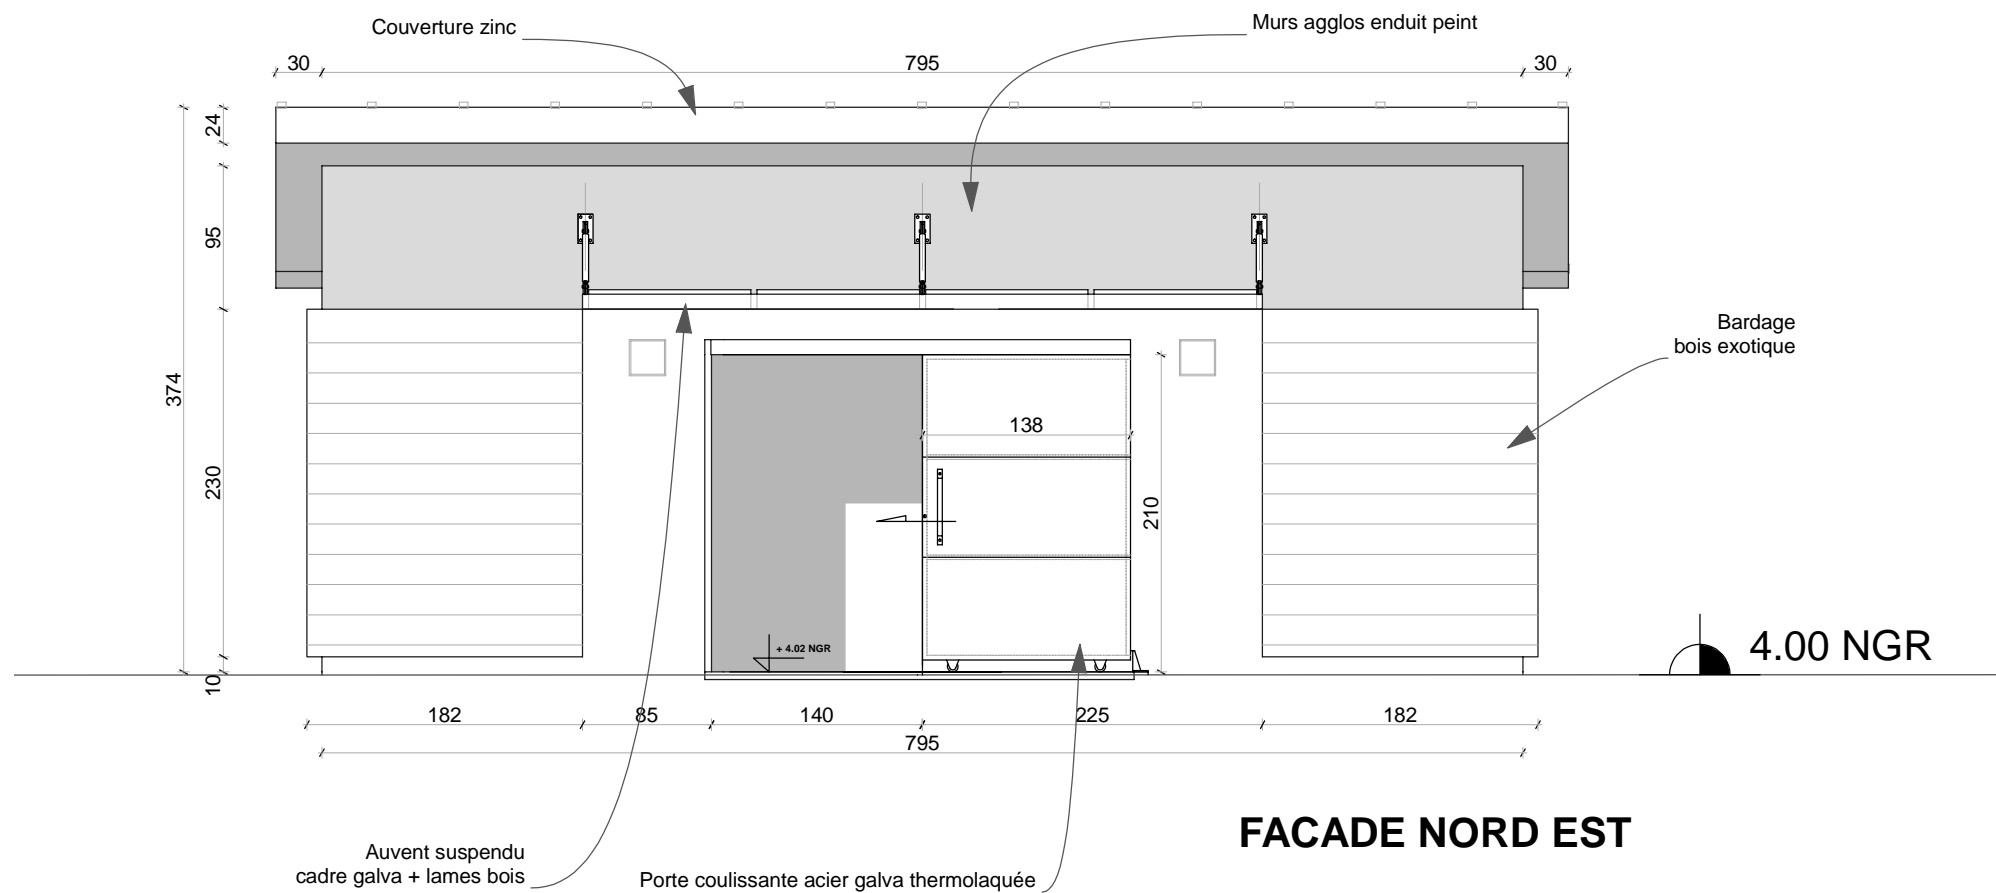 Couverture zinc
Murs agglos enduit peint
30
795
30
24
95
374
230
10
Bardage
bois exotique
138
210
+ 4.02 NGR
4.00 NGR
182
85
140
225
182
795
FACADE NORD EST
Auvent suspendu
cadre galva + lames bois
Porte coulissante acier galva thermolaquée